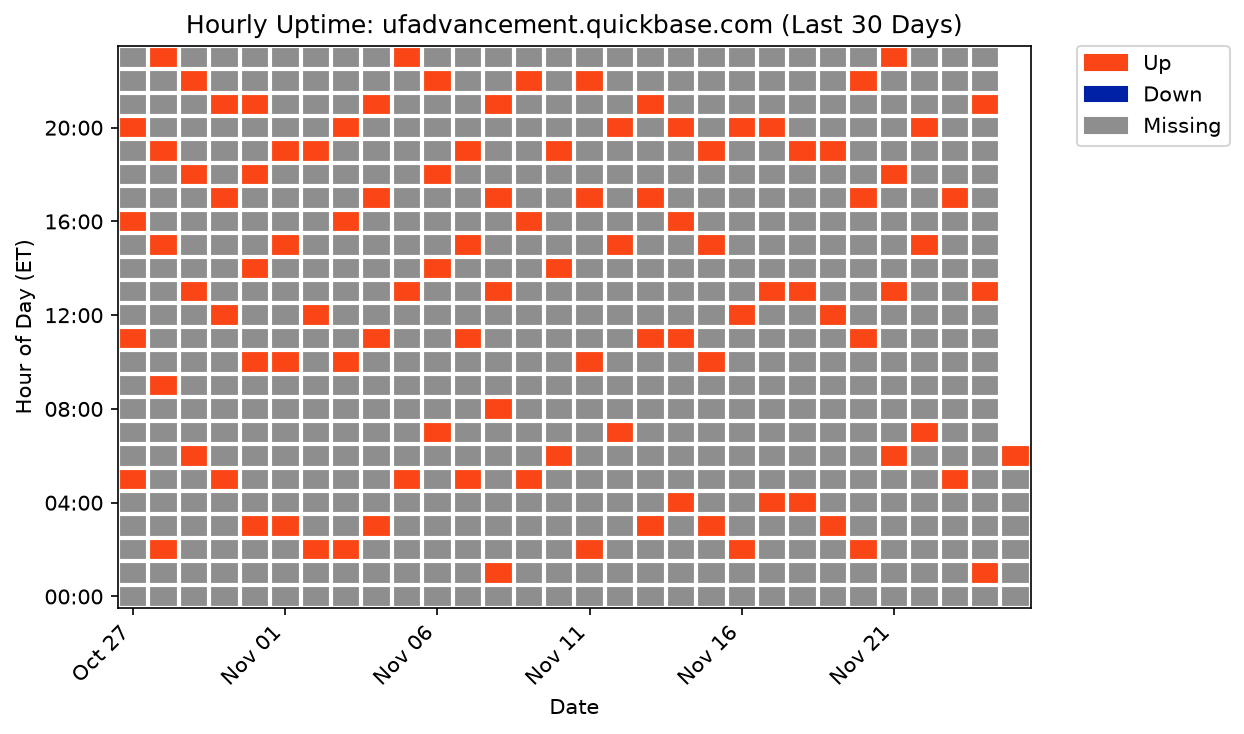 Hourly Uptime: ufadvancement.quickbase.com (Last 30 Days)
Up
Down
Missing
20:00
16:00
12:00
08:00
04:00
00:00
Hour of Day (ET)
Oct 27
Nov 01
Nov 06
Nov 11
Nov 16
Nov 21
Date